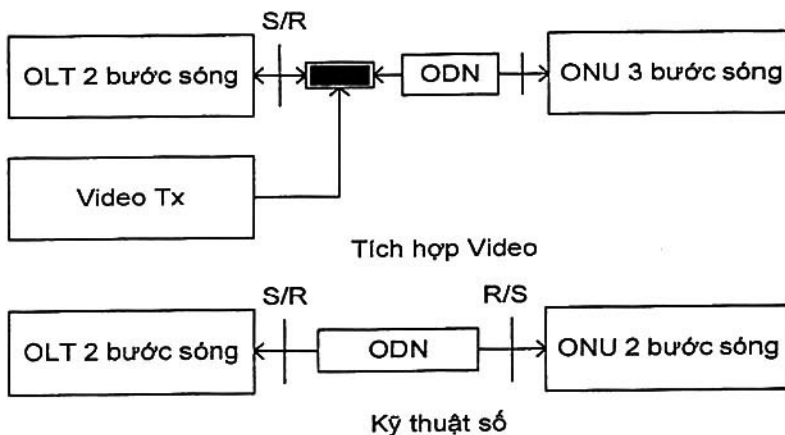 S/R
OLT 2 bước sóng
ODN
ONU 3 bước sóng
Video Tx
Tích hợp Video
S/R
R/S
OLT 2 bước sóng
ODN
ONU 2 bước sóng
Kỹ thuật số